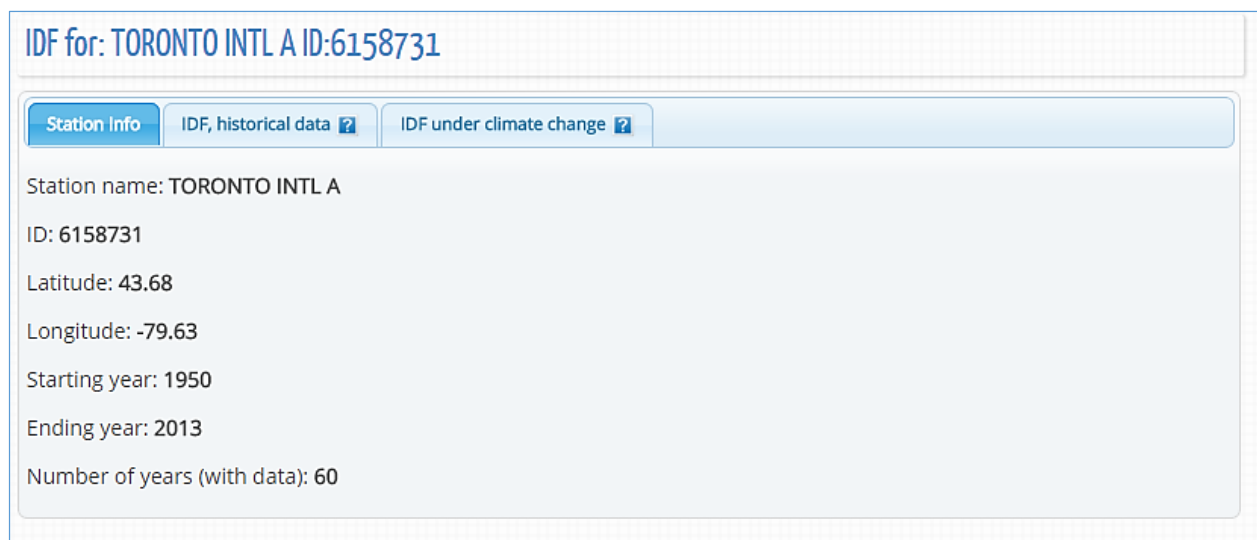 IDF for: TORONTO INTL A ID:6158731
Station Info IDF, historical data ? IDF under climate change ?
Station name: TORONTO INTL A
ID: 6158731
Latitude: 43.68
Longitude: -79.63
Starting year: 1950
Ending year: 2013
Number of years (with data): 60